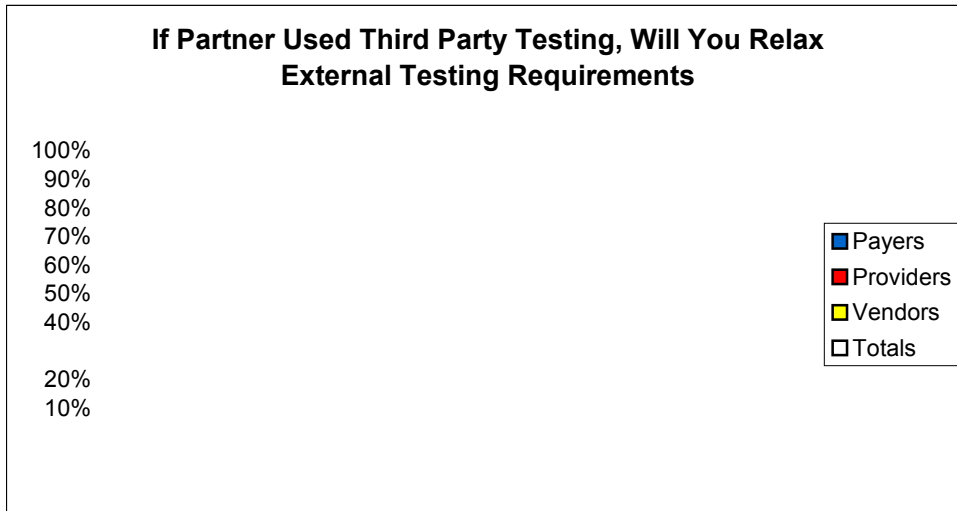 If Partner Used Third Party Testing, Will You Relax
External Testing Requirements
100%
90%
80%
70%
60%
50%
40%
20%
10%
Payers
Providers
Vendors
Totals